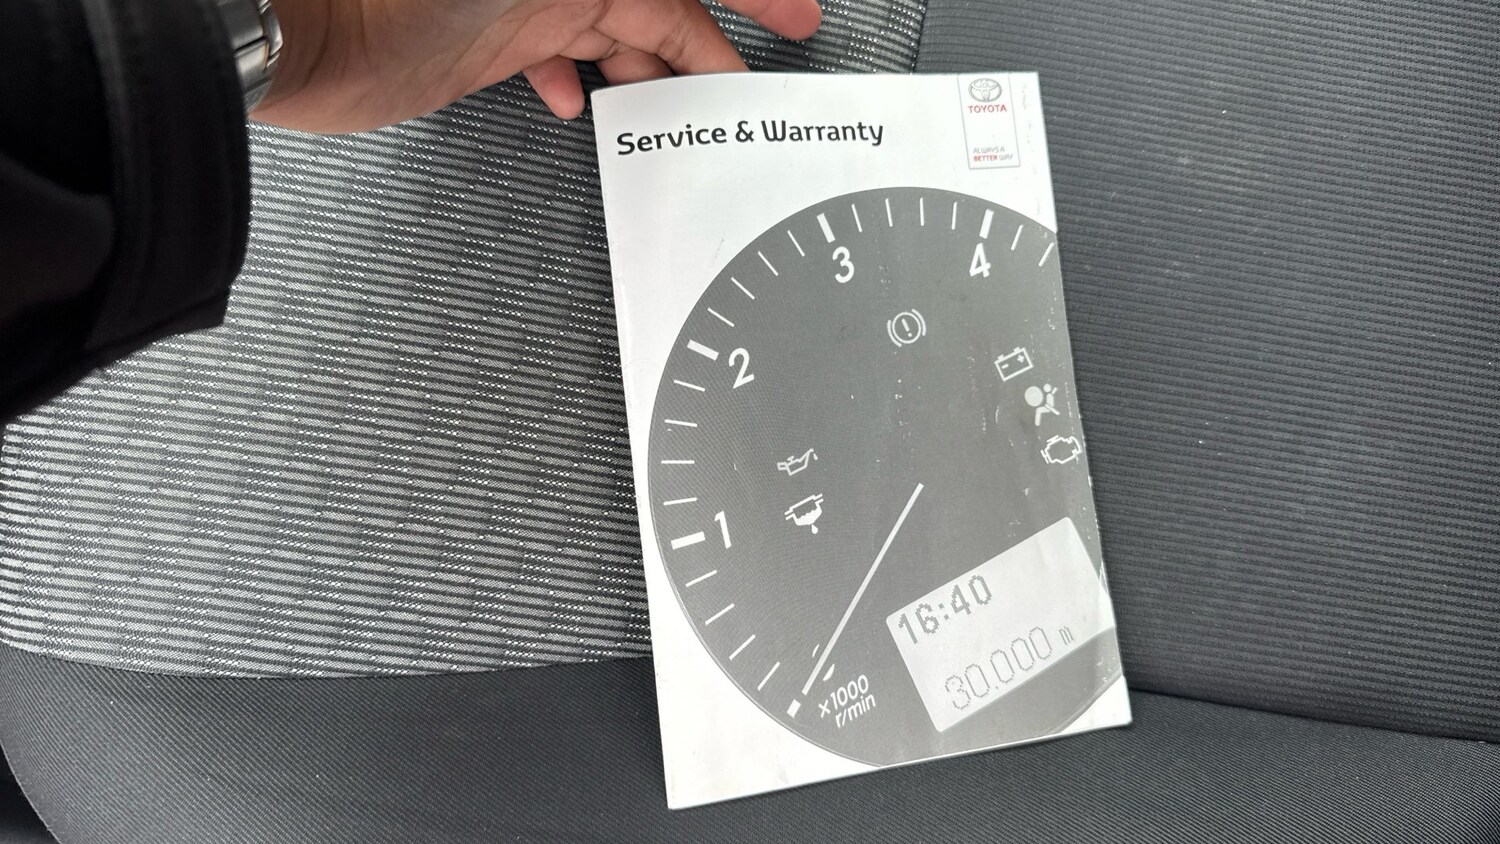 Service & Warranty
TOYOTA
ALWAYS A
BETTER WAY
3
4
2
1
16:40
30.000 m
x1000
r/min